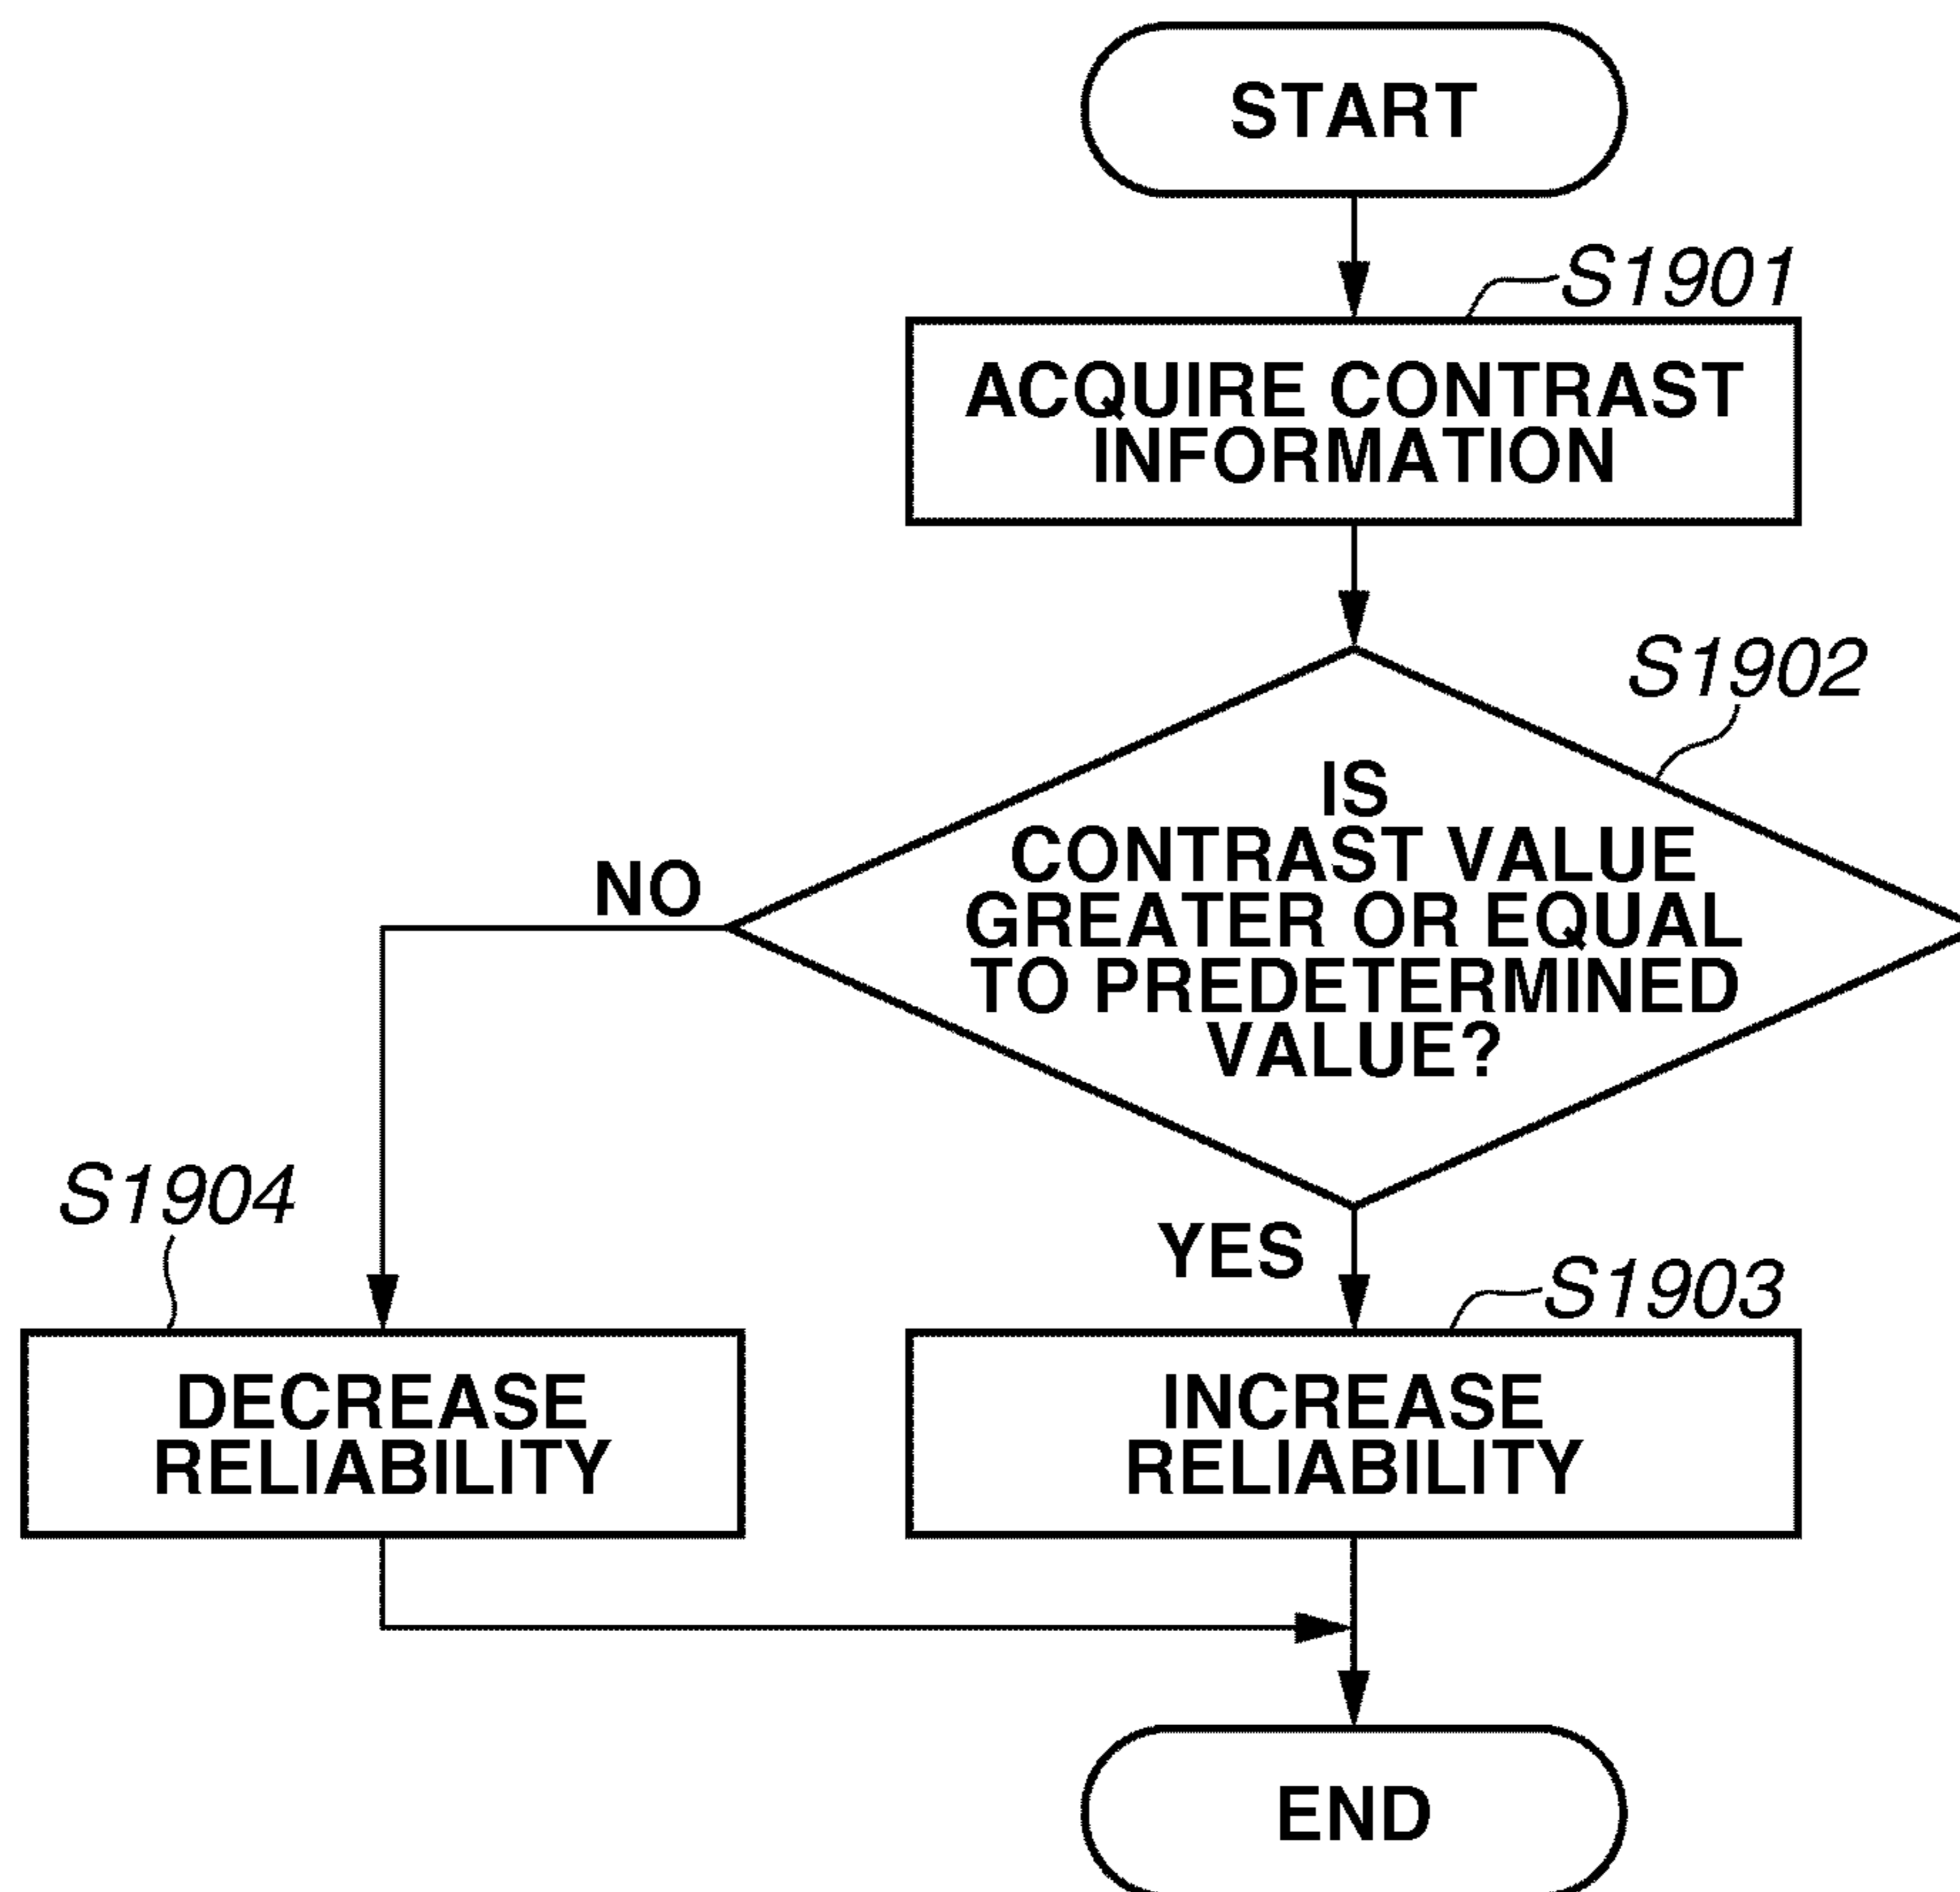 START
S1901
ACQUIRE CONTRAST
INFORMATION
S1902
IS
CONTRAST VALUE
GREATER OR EQUAL
TO PREDETERMINED
VALUE?
NO
YES
S1904
S1903
DECREASE
RELIABILITY
INCREASE
RELIABILITY
END